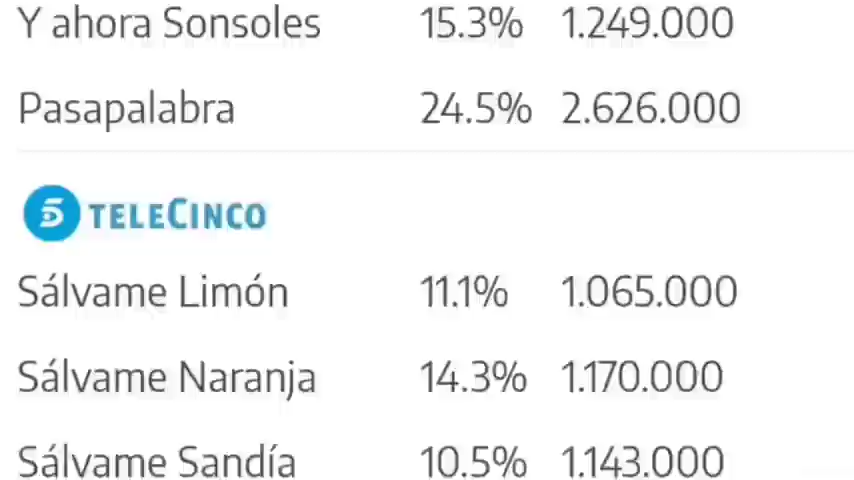 Y ahora Sonsoles 15.3% 1.249.000
Pasapalabra 24.5% 2.626.000
5 TELECINCO
Sálvame Limón 11.1% 1.065.000
Sálvame Naranja 14.3% 1.170.000
Sálvame Sandía 10.5% 1.143.000